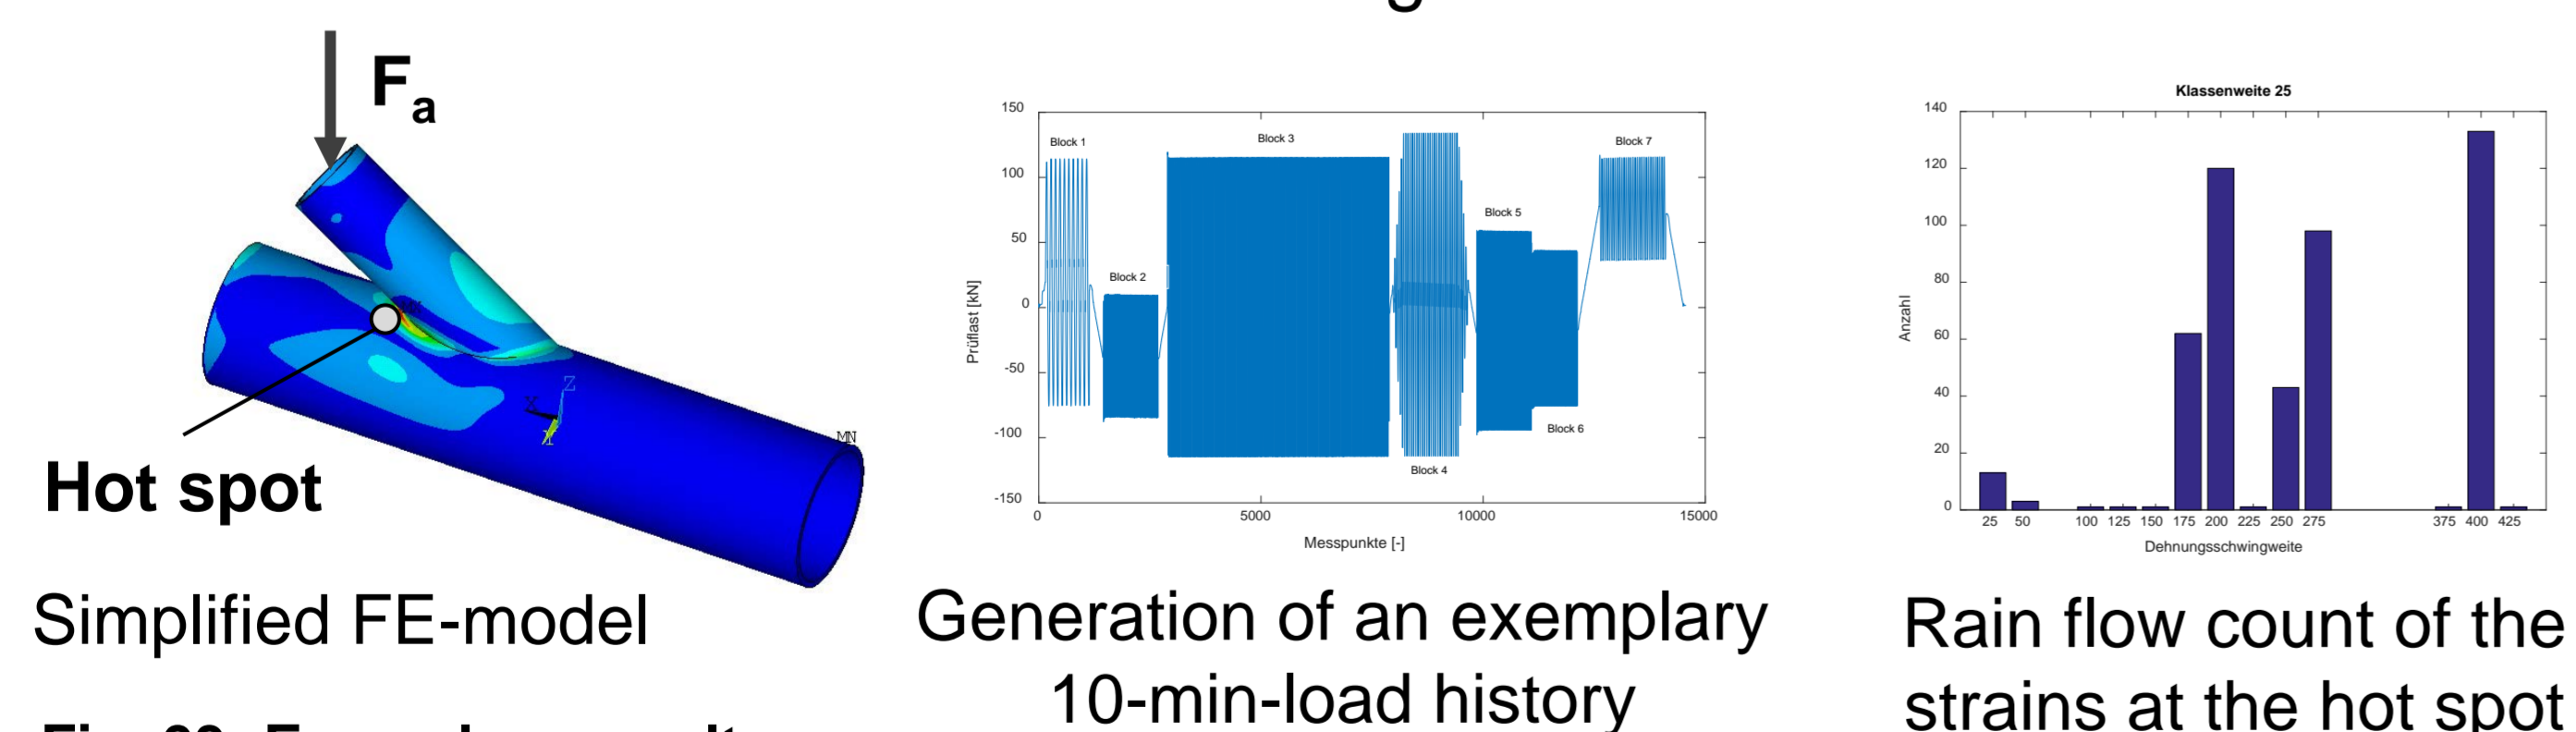 F a
Hot spot
Z
X
Y
MN
Simplified FE-model
150
100
50
0
-50
-100
-150
Prüflast [kN]
Block 1
Block 2
Block 3
Block 4
Block 5
Block 6
Block 7
0 5000 10000 15000
Messpunkte [-]
Generation of an exemplary
10-min-load history
Klassenweite 25
140
120
100
80
60
40
20
0
Anzahl
25 50 100 125 150 175 200 225 250 275 375 400 425
Dehnungsschwingweite
Rain flow count of the
strains at the hot spot